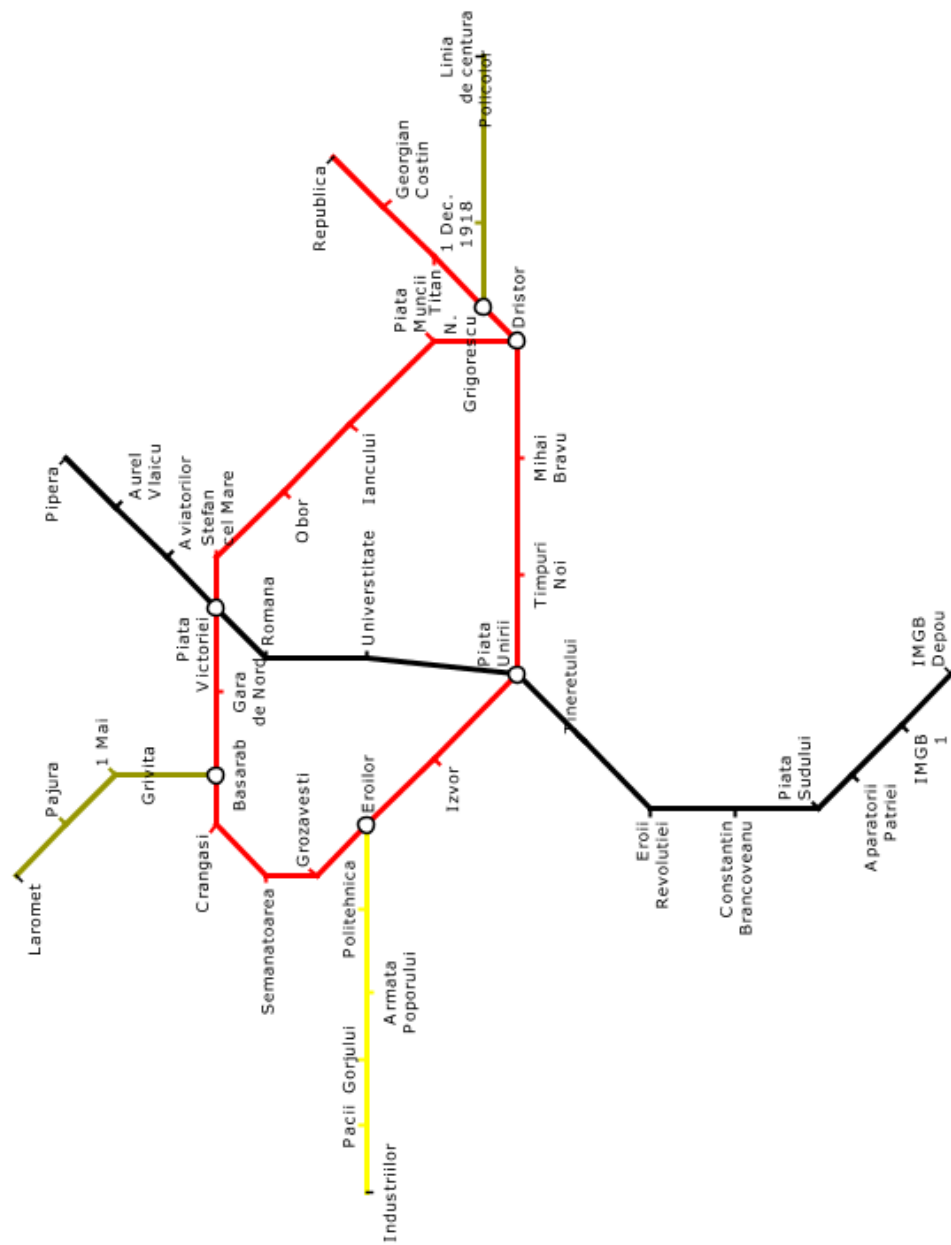 Laromet
Pajura
1 Mai
Grivita
Pipera
Aurel
Vlaicu
Aviatorilor
Stefan
cel Mare
Piata
Victoriei
Gara
de Nord
Basarab
Crangasi
Semanatoarea
Grozavesti
Romana
Universtitate
Obor
Iancului
Piata
Muncii
Titan
N.
Grigorescu
Republica
Georgian
Costin
1 Dec.
1918
Linia
de centura
Policolor
Dristor
Mihai
Bravu
Timpuri
Noi
Piata
Unirii
Izvor
Eroilor
Politehnica
Armata
Poporului
Gorjului
Pacii
Industriilor
Tineretului
Eroii
Revolutiei
Constantin
Brancoveanu
Piata
Sudului
Aparatorii
Patriei
IMGB
1
IMGB
Depou